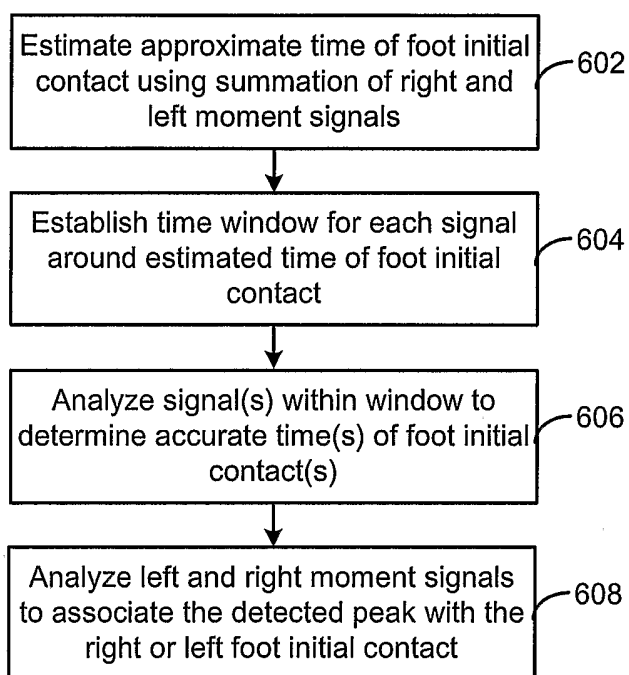 Estimate approximate time of foot initial
contact using summation of right and
left moment signals
602
Establish time window for each signal
around estimated time of foot initial
contact
604
Analyze signal(s) within window to
determine accurate time(s) of foot initial
contact(s)
606
Analyze left and right moment signals
to associate the detected peak with the
right or left foot initial contact
608